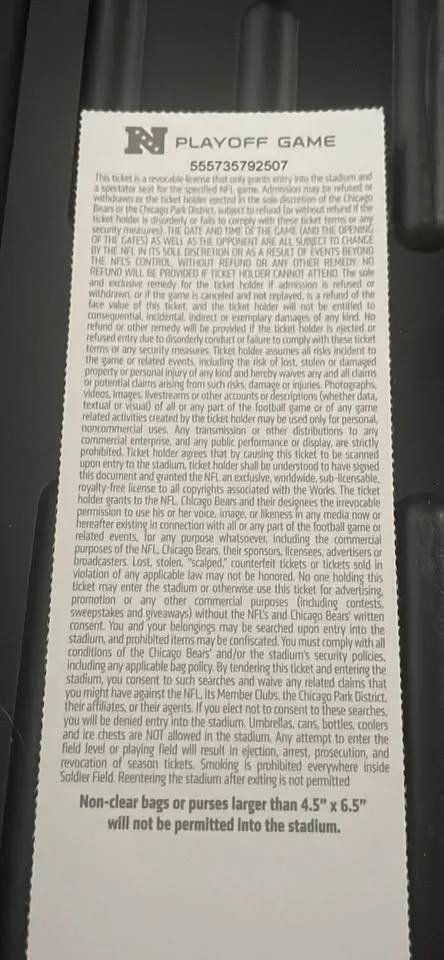 PLAYOFF GAME
555735792507
This ticket is a revocable license that only grants entry into the stadium and
a spectator seat for the specified NFL game. Admission may be refused or
withdrawn or the ticket holder ejected in the sole discretion of the Chicago
Bears or the Chicago Park District, subject to refund (or without refund if the
ticket holder is disorderly or fails to comply with these ticket terms or any
security measures). THE DATE AND TIME OF THE GAME (AND THE OPENING
OF THE GATES) AS WELL AS THE OPPONENT ARE ALL SUBJECT TO CHANGE
BY THE NFL IN ITS SOLE DISCRETION OR AS A RESULT OF EVENTS BEYOND
THE NFL'S CONTROL, WITHOUT REFUND OR ANY OTHER REMEDY. NO
REFUND WILL BE PROVIDED IF TICKET HOLDER CANNOT ATTEND. The sole
and exclusive remedy for the ticket holder if admission is refused or
withdrawn, or if the game is canceled and not replayed, is a refund of the
face value of this ticket, and the ticket holder will not be entitled to
consequential, incidental, indirect or exemplary damages of any kind. No
refund or other remedy will be provided if the ticket holder is ejected or
refused entry due to disorderly conduct or failure to comply with these ticket
terms or any security measures. Ticket holder assumes all risks incident to
the game or related events, including the risk of lost, stolen or damaged
property or personal injury of any kind and hereby waives any and all claims
or potential claims arising from such risks, damage or injuries. Photographs,
videos, images, livestreams or other accounts or descriptions (whether data,
textual or visual) of all or any part of the football game or of any game
related activities created by the ticket holder may be used only for personal,
noncommercial uses. Any transmission or other distributions to any
commercial enterprise, and any public performance or display, are strictly
prohibited. Ticket holder agrees that by causing this ticket to be scanned
upon entry to the stadium, ticket holder shall be understood to have signed
this document and granted the NFL an exclusive, worldwide, sub-licensable,
royalty-free license to all copyrights associated with the Works. The ticket
holder grants to the NFL, Chicago Bears and their designees the irrevocable
permission to use his or her voice, image, or likeness in any media now or
hereafter existing in connection with all or any part of the football game or
related events, for any purpose whatsoever, including the commercial
purposes of the NFL, Chicago Bears, their sponsors, licensees, advertisers or
broadcasters. Lost, stolen, "scalped," counterfeit tickets or tickets sold in
violation of any applicable law may not be honored. No one holding this
ticket may enter the stadium or otherwise use this ticket for advertising,
promotion or any other commercial purposes (including contests,
sweepstakes and giveaways) without the NFL's and Chicago Bears' written
consent. You and your belongings may be searched upon entry into the
stadium, and prohibited items may be confiscated. You must comply with all
conditions of the Chicago Bears' and/or the stadium's security policies,
including any applicable bag policy. By tendering this ticket and entering the
stadium, you consent to such searches and waive any related claims that
you might have against the NFL, its Member Clubs, the Chicago Park District,
their affiliates, or their agents. If you elect not to consent to these searches,
you will be denied entry into the stadium. Umbrellas, cans, bottles, coolers
and ice chests are NOT allowed in the stadium. Any attempt to enter the
field level or playing field will result in ejection, arrest, prosecution, and
revocation of season tickets. Smoking is prohibited everywhere inside
Soldier Field. Reentering the stadium after exiting is not permitted
Non-clear bags or purses larger than 4.5" x 6.5"
will not be permitted into the stadium.